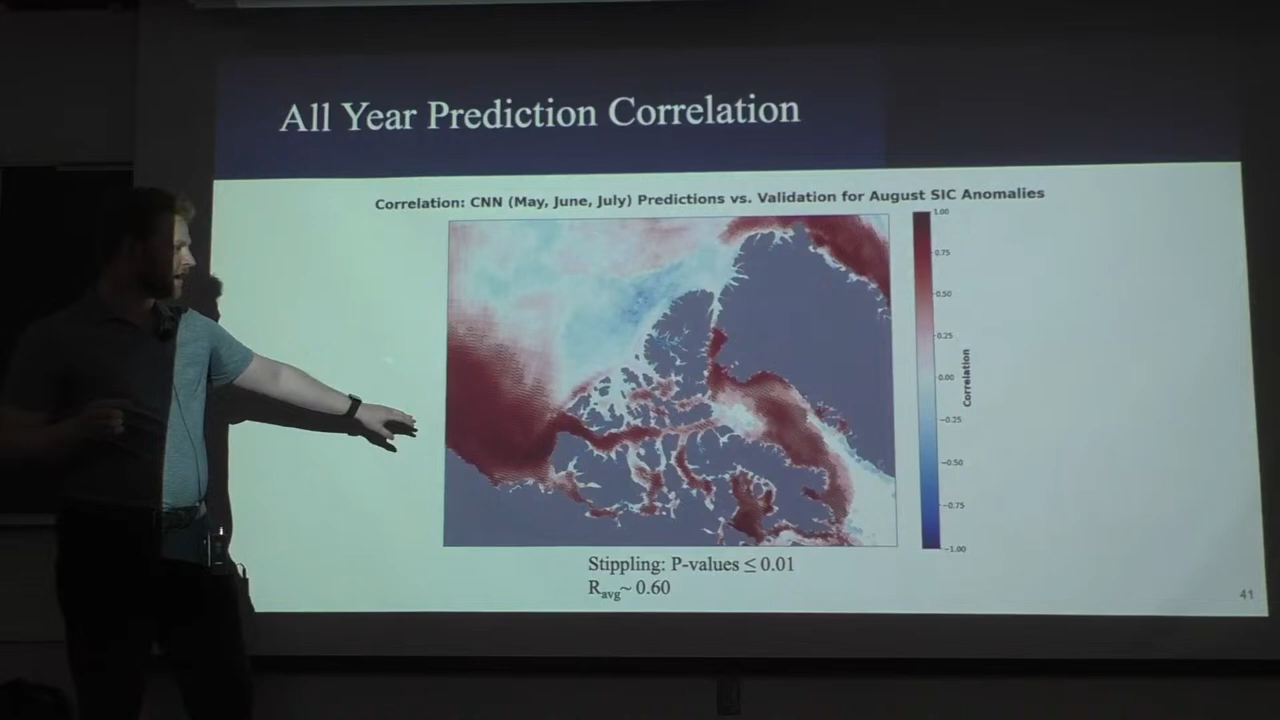 All Year Prediction Correlation
Correlation: CNN (May, June, July) Predictions vs. Validation for August SIC Anomalies
1.00
0.75
0.50
0.25
0.00
−0.25
−0.50
−0.75
−1.00
Correlation
Stippling: P-values ≤ 0.01
Ravg~ 0.60
41